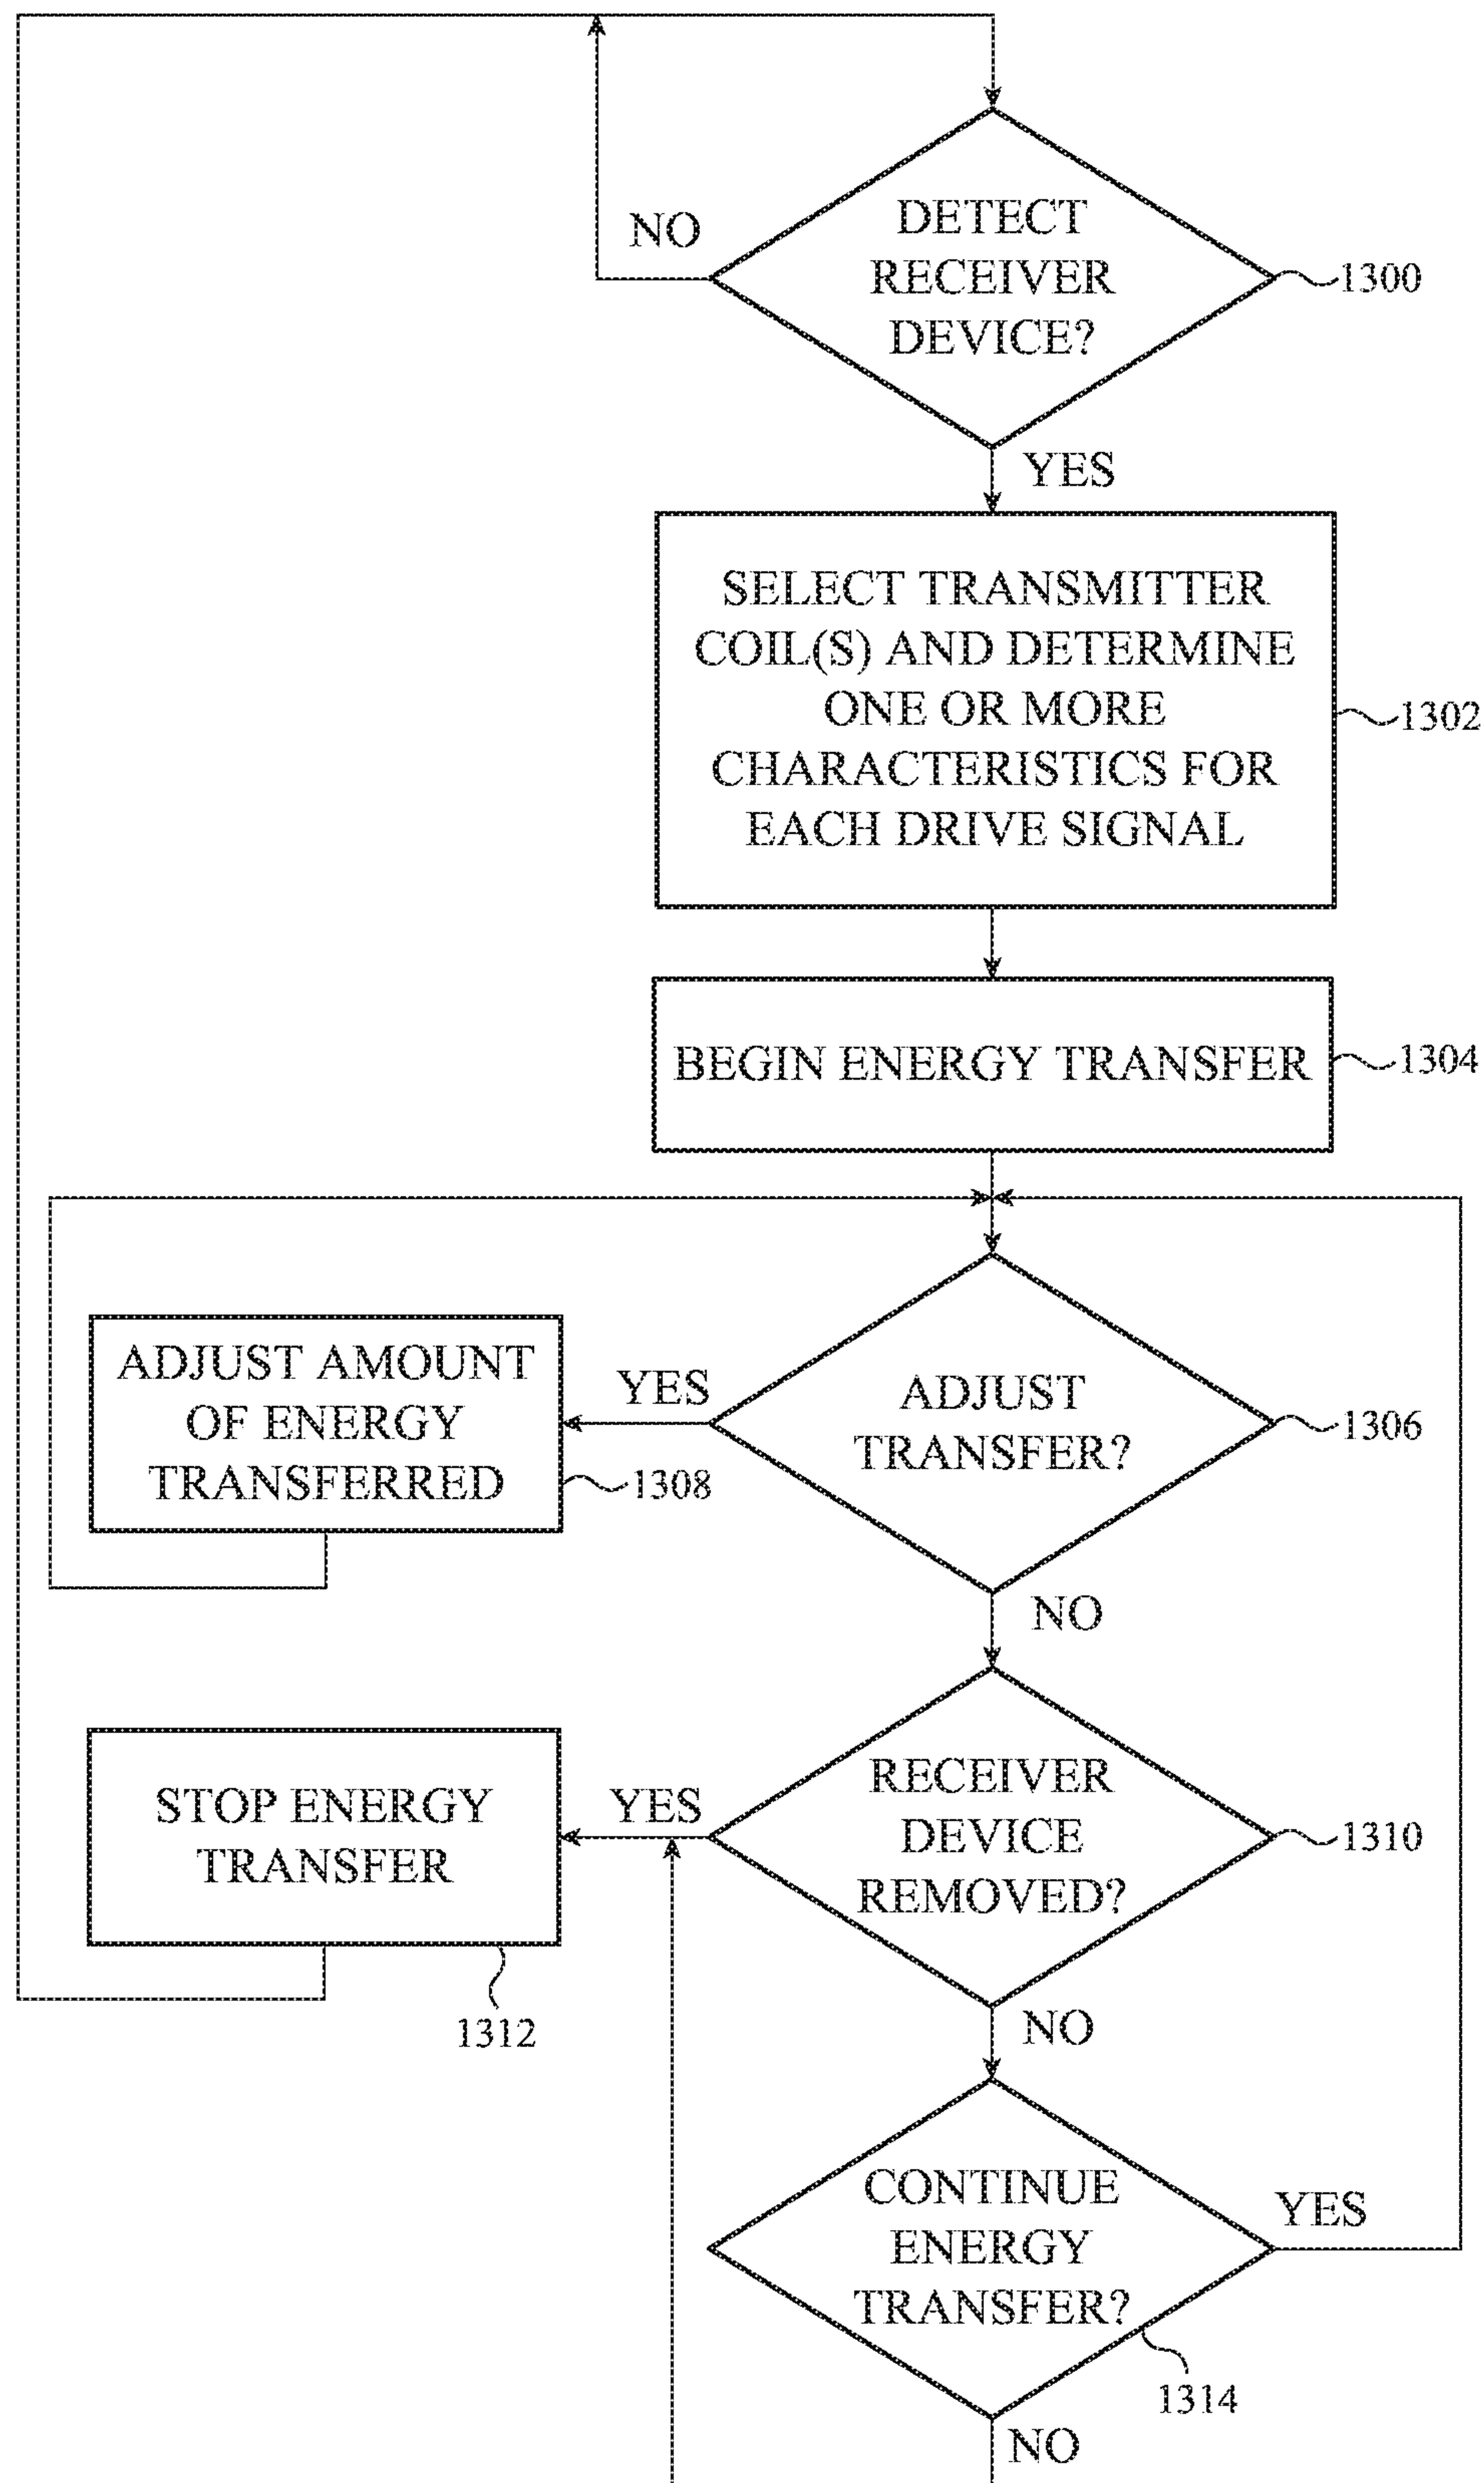 DETECT
RECEIVER
DEVICE?
NO
1300
YES
SELECT TRANSMITTER
COIL(S) AND DETERMINE
ONE OR MORE
CHARACTERISTICS FOR
EACH DRIVE SIGNAL
1302
BEGIN ENERGY TRANSFER
1304
ADJUST AMOUNT
OF ENERGY
TRANSFERRED
1308
YES
ADJUST
TRANSFER?
1306
NO
STOP ENERGY
TRANSFER
1312
YES
RECEIVER
DEVICE
REMOVED?
1310
NO
CONTINUE
ENERGY
TRANSFER?
YES
1314
NO